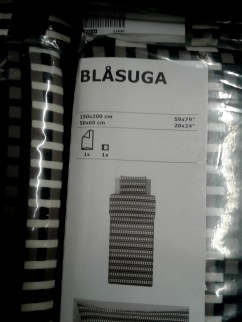 BLÅSUGA
150x200 cm 59x79"
50x60 cm 20x24"
1x 1x